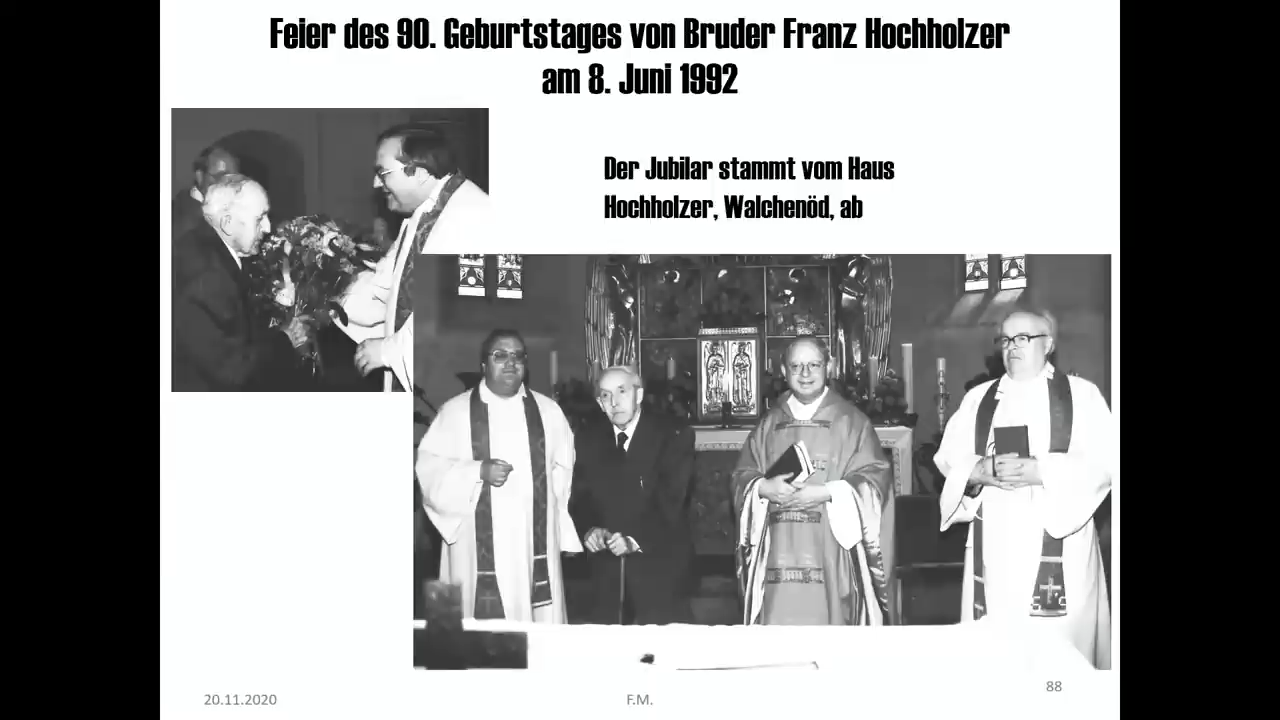 Feier des 90. Geburtstages von Bruder Franz Hochholzer
am 8. Juni 1992
Der Jubilar stammt vom Haus
Hochholzer, Walchenöd, ab
20.11.2020
F.M.
88